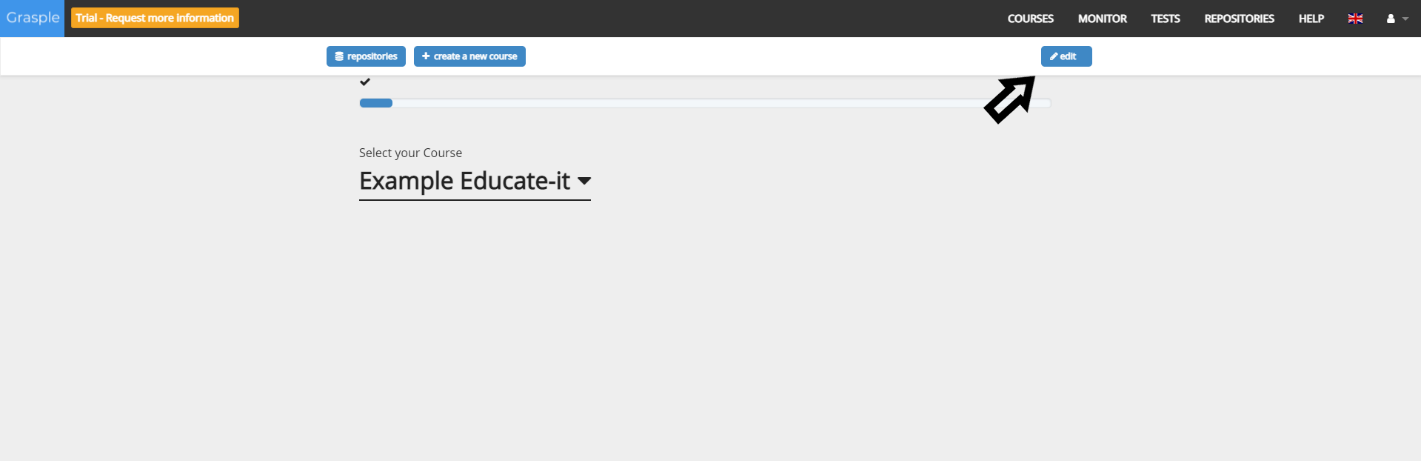 Grasple Trial - Request more information COURSES MONITOR TESTS REPOSITORIES HELP
repositories create a new course edit
Select your Course
Example Educate-it